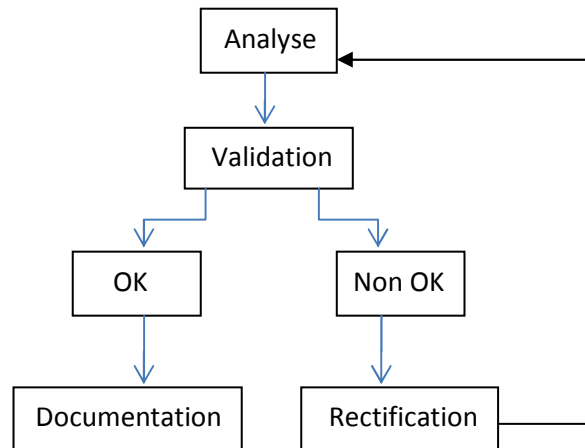 Analyse
Validation
OK
Non OK
Documentation
Rectification